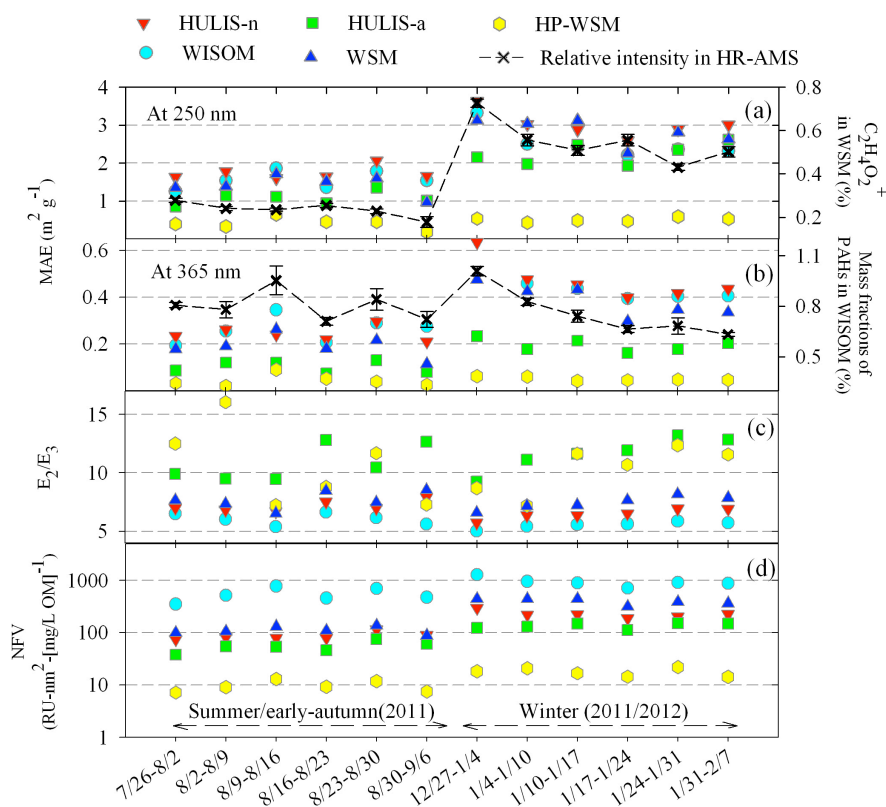 HULIS-n HULIS-a HP-WSM
WISOM WSM Relative intensity in HR-AMS
At 250 nm (a)
4
3
2
1
0.8
0.6
0.4
0.2
C2H4O2+
in WSM (%)
MAE (m2 g-1)
At 365 nm (b)
0.6
0.4
0.2
1.1
0.8
0.5
Mass fractions of
PAHs in WISOM (%)
(c)
15
10
5
E2/E3
(d)
1000
100
10
1
NFV
(RU-nm2-[mg/L OM]-1
Summer/early-autumn(2011) Winter (2011/2012)
7/26-8/2
8/2-8/9
8/9-8/16
8/16-8/23
8/23-8/30
8/30-9/6
12/27-1/4
1/4-1/10
1/10-1/17
1/17-1/24
1/24-1/31
1/31-2/7